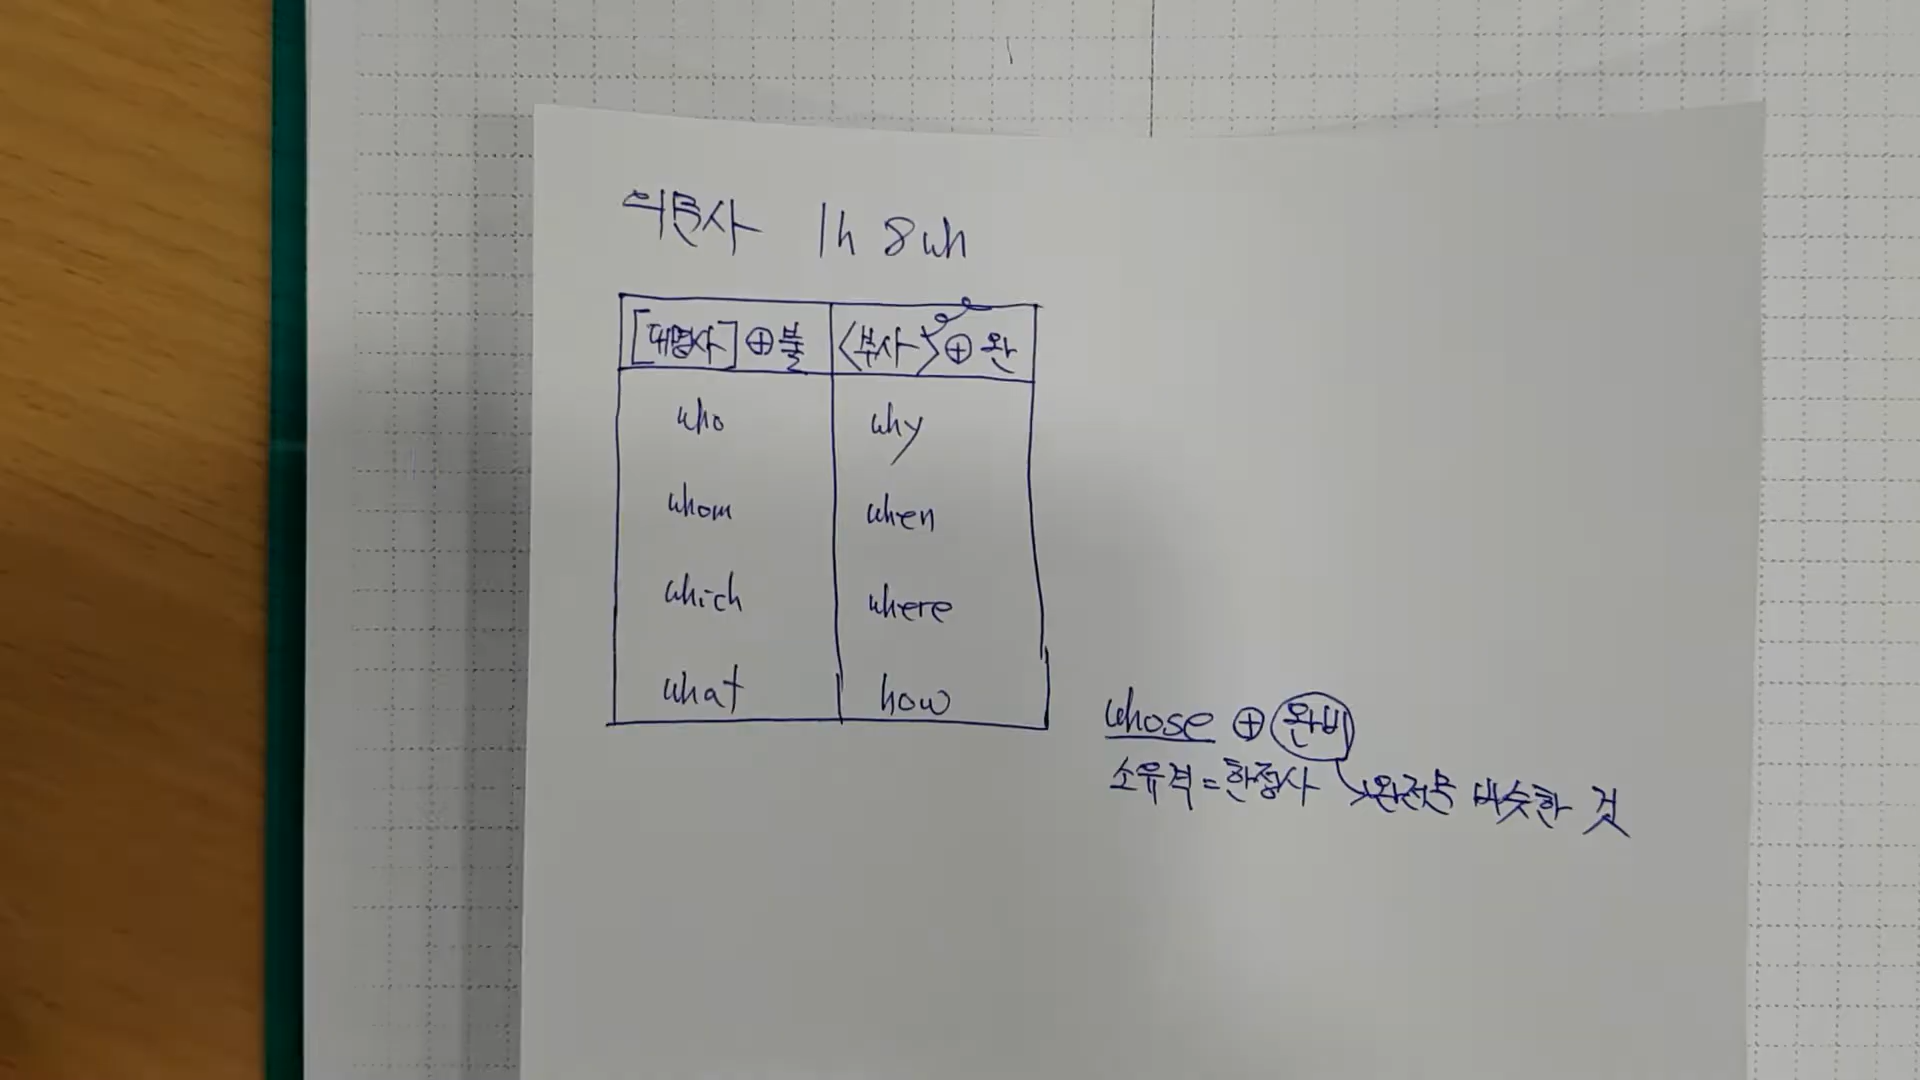 의문사 1h 8wh
[대명사] ⊕ 불 <부사> ⊕ 완
who why
whom when
which where
what how
whose ⊕ 완비
소유격 = 한정사 → 완전문 비슷한 것